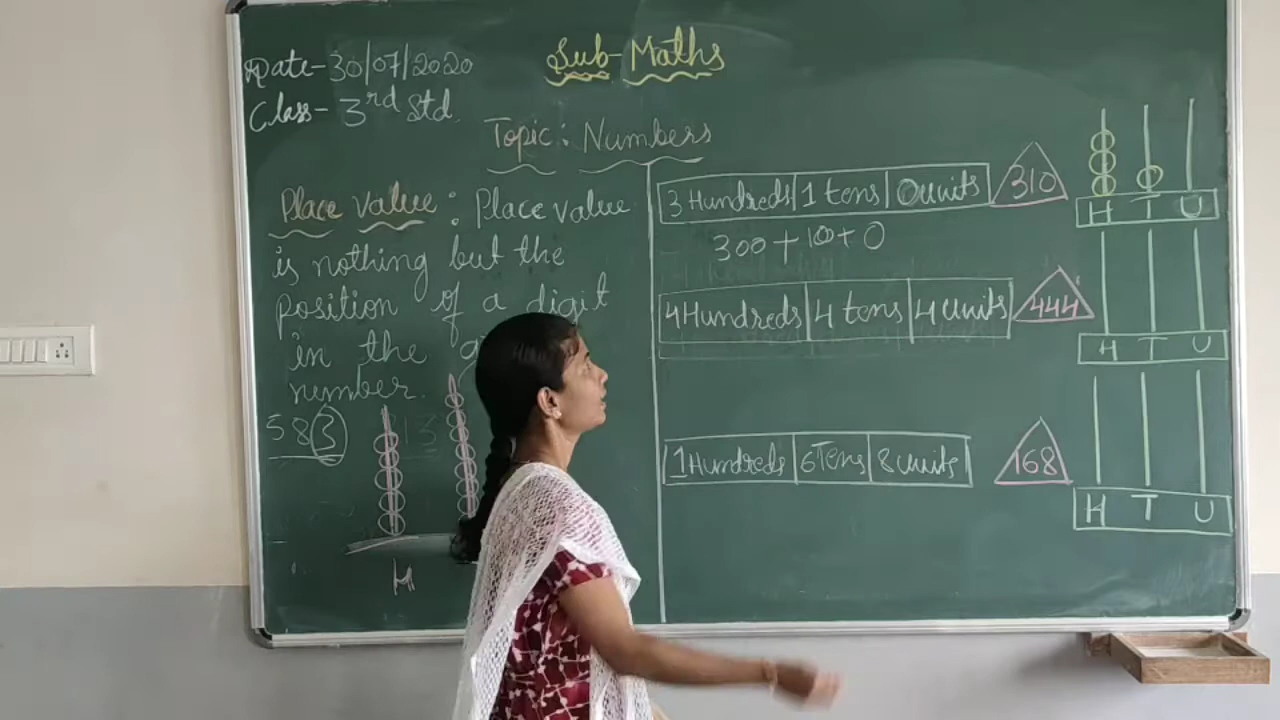 Date-30/07/2020
Sub-Maths
Class-3rd Std.
Topic: Numbers
Place value: Place value
is nothing but the
position of a digit
in the
number.
583
H
3 Hundreds 1 tens 0 units 310
300+10+0
H T U
4 Hundreds 4 tens 4 units 444
H T U
1 Hundreds 6 Tens 8 units 168
H T U